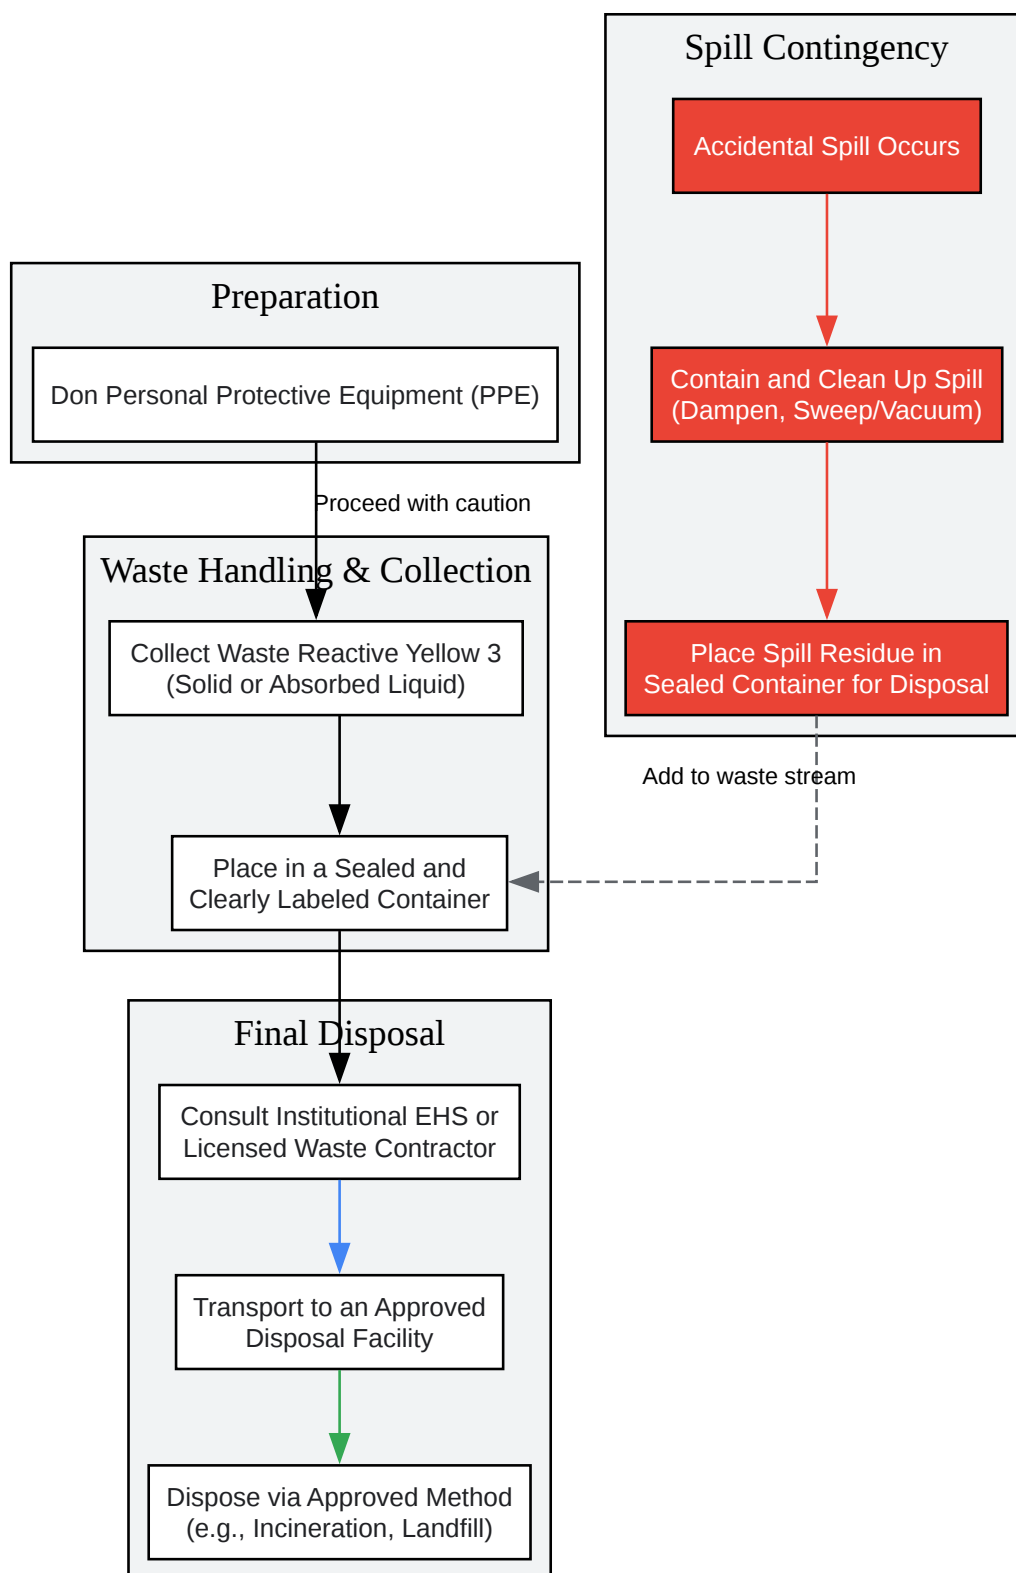 Spill Contingency
Accidental Spill Occurs
Preparation
Don Personal Protective Equipment (PPE)
Contain and Clean Up Spill
(Dampen, Sweep/Vacuum)
Proceed with caution
Waste Handling & Collection
Collect Waste Reactive Yellow 3
(Solid or Absorbed Liquid)
Place Spill Residue in
Sealed Container for Disposal
Add to waste stream
Place in a Sealed and
Clearly Labeled Container
Final Disposal
Consult Institutional EHS or
Licensed Waste Contractor
Transport to an Approved
Disposal Facility
Dispose via Approved Method
(e.g., Incineration, Landfill)